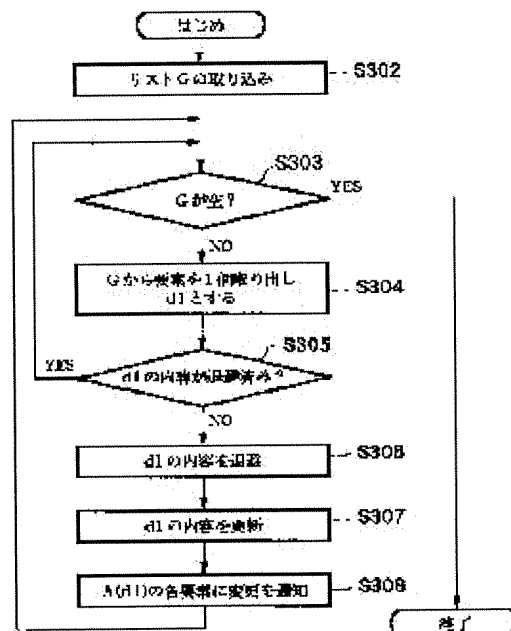 はじめ
リストGの取り込み
S302
S303
Gが空?
YES
NO
Gから要素を1個取り出し
d1とする
S304
S305
YES
d1の内容が退避済み?
NO
d1の内容を退避
S306
d1の内容を更新
S307
A(d1)の各要素に変更を通知
S308
終了